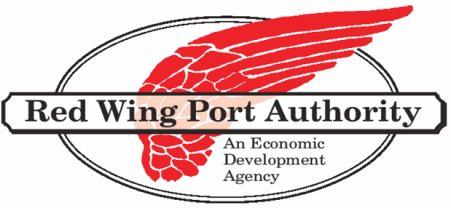 Red Wing Port Authority
An Economic
Development
Agency